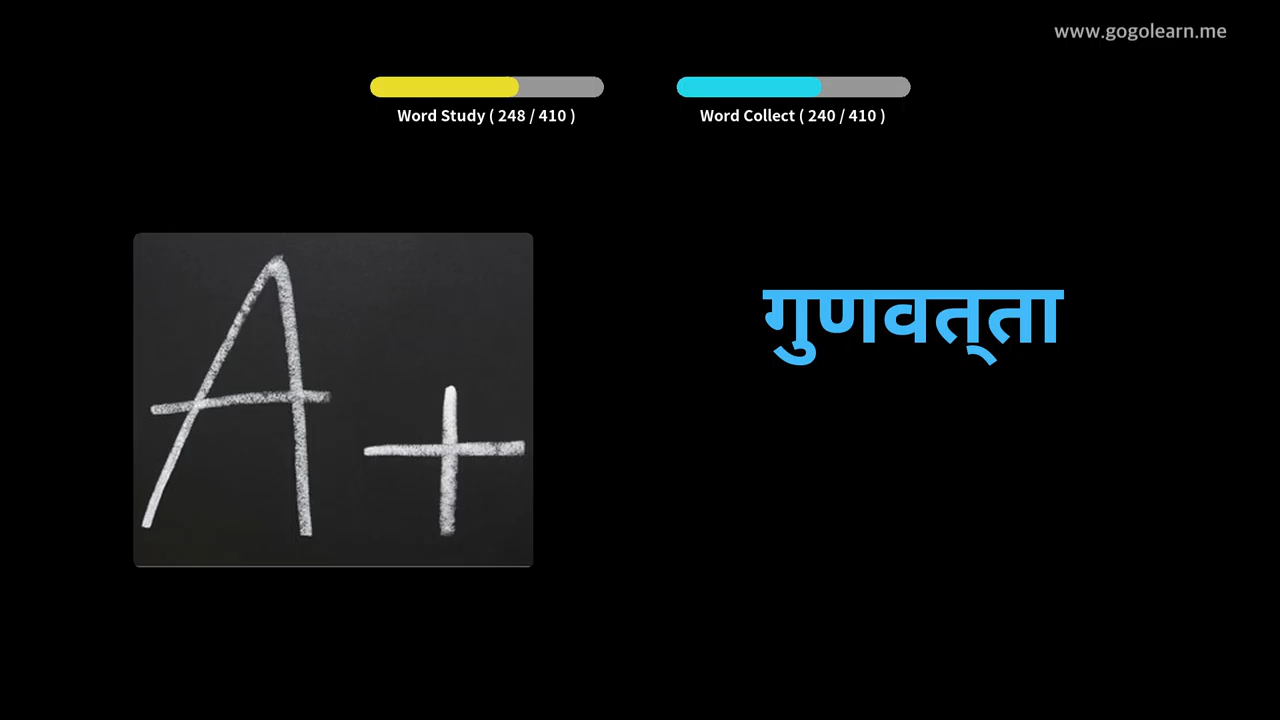 www.gogolearn.me
Word Study ( 248 / 410 )
Word Collect ( 240 / 410 )
A+
गुणवत्‌ता